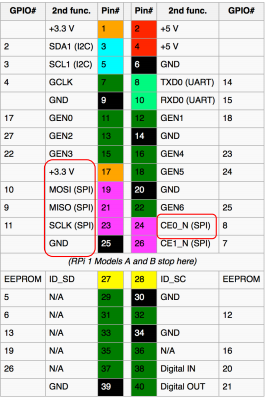 GPIO# 2nd func. Pin# Pin# 2nd func. GPIO#
+3.3 V 1 2 +5 V
2 SDA1 (I2C) 3 4 +5 V
3 SCL1 (I2C) 5 6 GND
4 GCLK 7 8 TXD0 (UART) 14
GND 9 10 RXD0 (UART) 15
17 GEN0 11 12 GEN1 18
27 GEN2 13 14 GND
22 GEN3 15 16 GEN4 23
+3.3 V 17 18 GEN5 24
10 MOSI (SPI) 19 20 GND
9 MISO (SPI) 21 22 GEN6 25
11 SCLK (SPI) 23 24 CE0_N (SPI) 8
GND 25 26 CE1_N (SPI) 7
(RPi 1 Models A and B stop here)
EEPROM ID_SD 27 28 ID_SC EEPROM
5 N/A 29 30 GND
6 N/A 31 32 12
13 N/A 33 34 GND
19 N/A 35 36 N/A 16
26 N/A 37 38 Digital IN 20
GND 39 40 Digital OUT 21